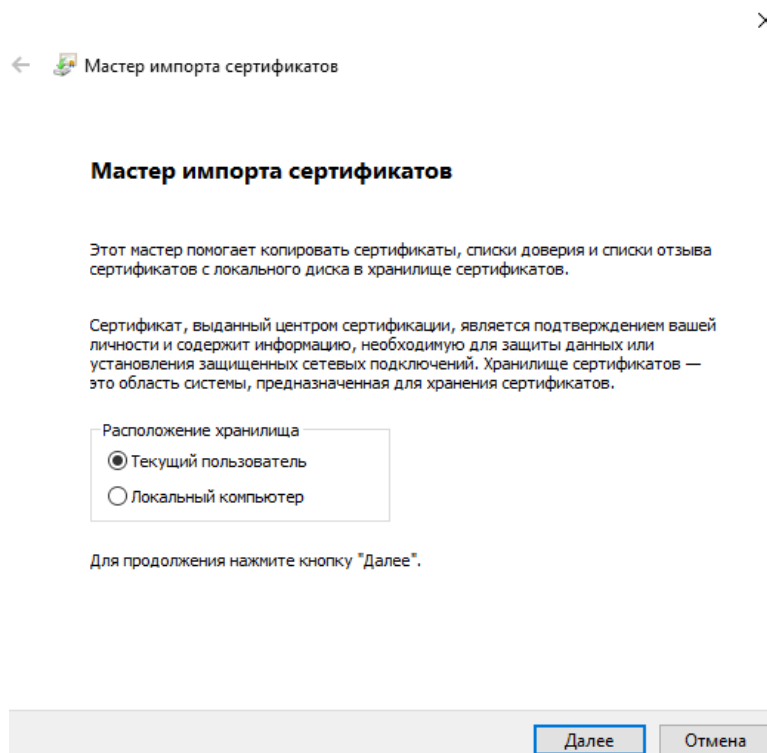 Мастер импорта сертификатов
Мастер импорта сертификатов
Этот мастер помогает копировать сертификаты, списки доверия и списки отзыва
сертификатов с локального диска в хранилище сертификатов.
Сертификат, выданный центром сертификации, является подтверждением вашей
личности и содержит информацию, необходимую для защиты данных или
установления защищенных сетевых подключений. Хранилище сертификатов —
это область системы, предназначенная для хранения сертификатов.
Расположение хранилища
Текущий пользователь
Локальный компьютер
Для продолжения нажмите кнопку "Далее".
Далее
Отмена